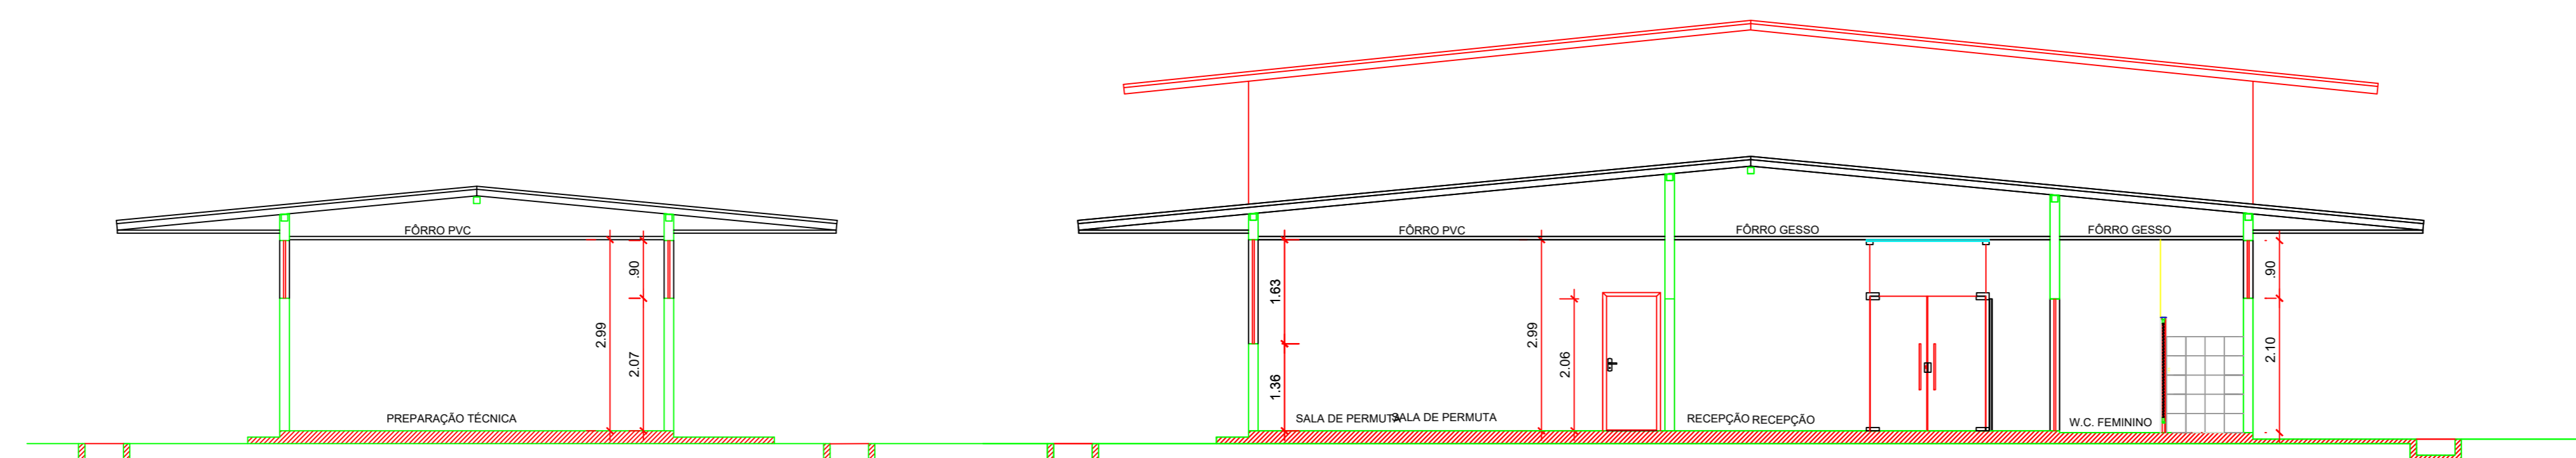 FÔRRO PVC
.90
2.99
2.07
PREPARAÇÃO TÉCNICA
FÔRRO PVC
FÔRRO GESSO
FÔRRO GESSO
1.63
1.36
2.99
2.06
.90
2.10
SALA DE PERMUTA
SALA DE PERMUTA
RECEPÇÃO
RECEPÇÃO
W.C. FEMININO